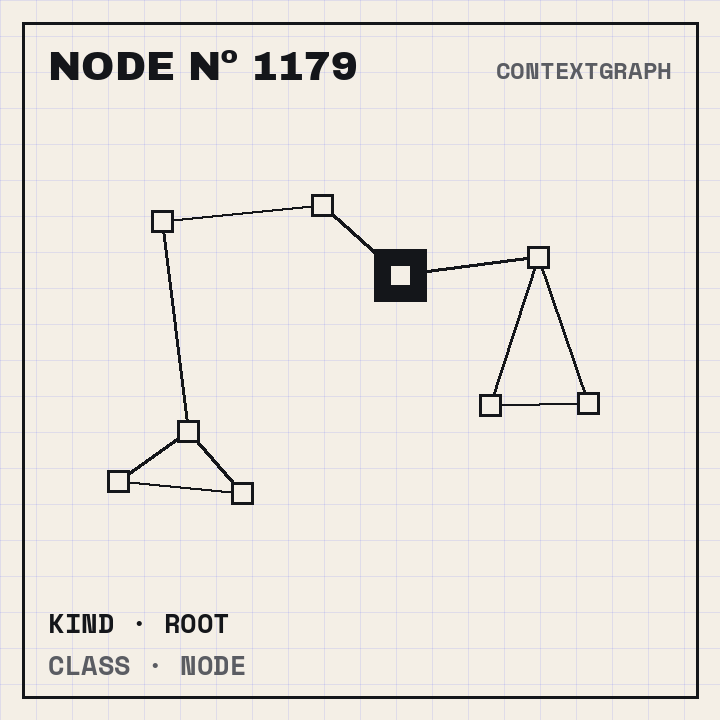 NODE Nº 1179
CONTEXTGRAPH
KIND · ROOT
CLASS · NODE